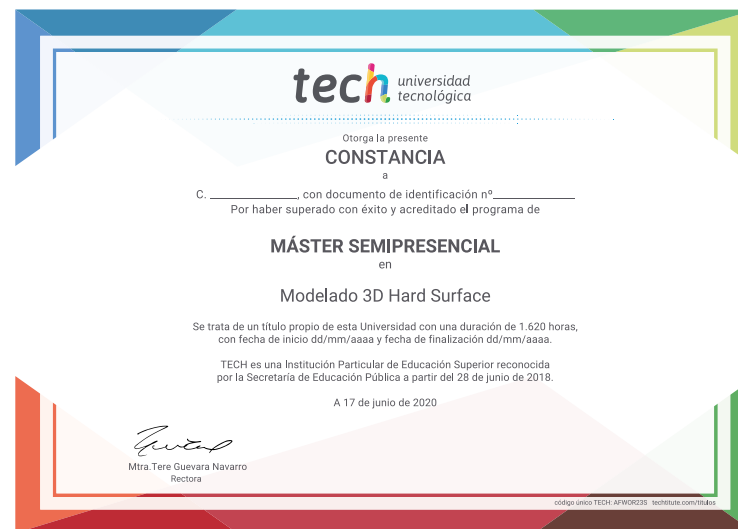 tech universidad
tecnológica
Otorga la presente
CONSTANCIA
a
C. ______________, con documento de identificación nº______________
Por haber superado con éxito y acreditado el programa de
MÁSTER SEMIPRESENCIAL
en
Modelado 3D Hard Surface
Se trata de un título propio de esta Universidad con una duración de 1.620 horas,
con fecha de inicio dd/mm/aaaa y fecha de finalización dd/mm/aaaa.
TECH es una Institución Particular de Educación Superior reconocida
por la Secretaría de Educación Pública a partir del 28 de junio de 2018.
A 17 de junio de 2020
Mtra.Tere Guevara Navarro
Rectora
código único TECH: AFWOR23S techtitute.com/titulos